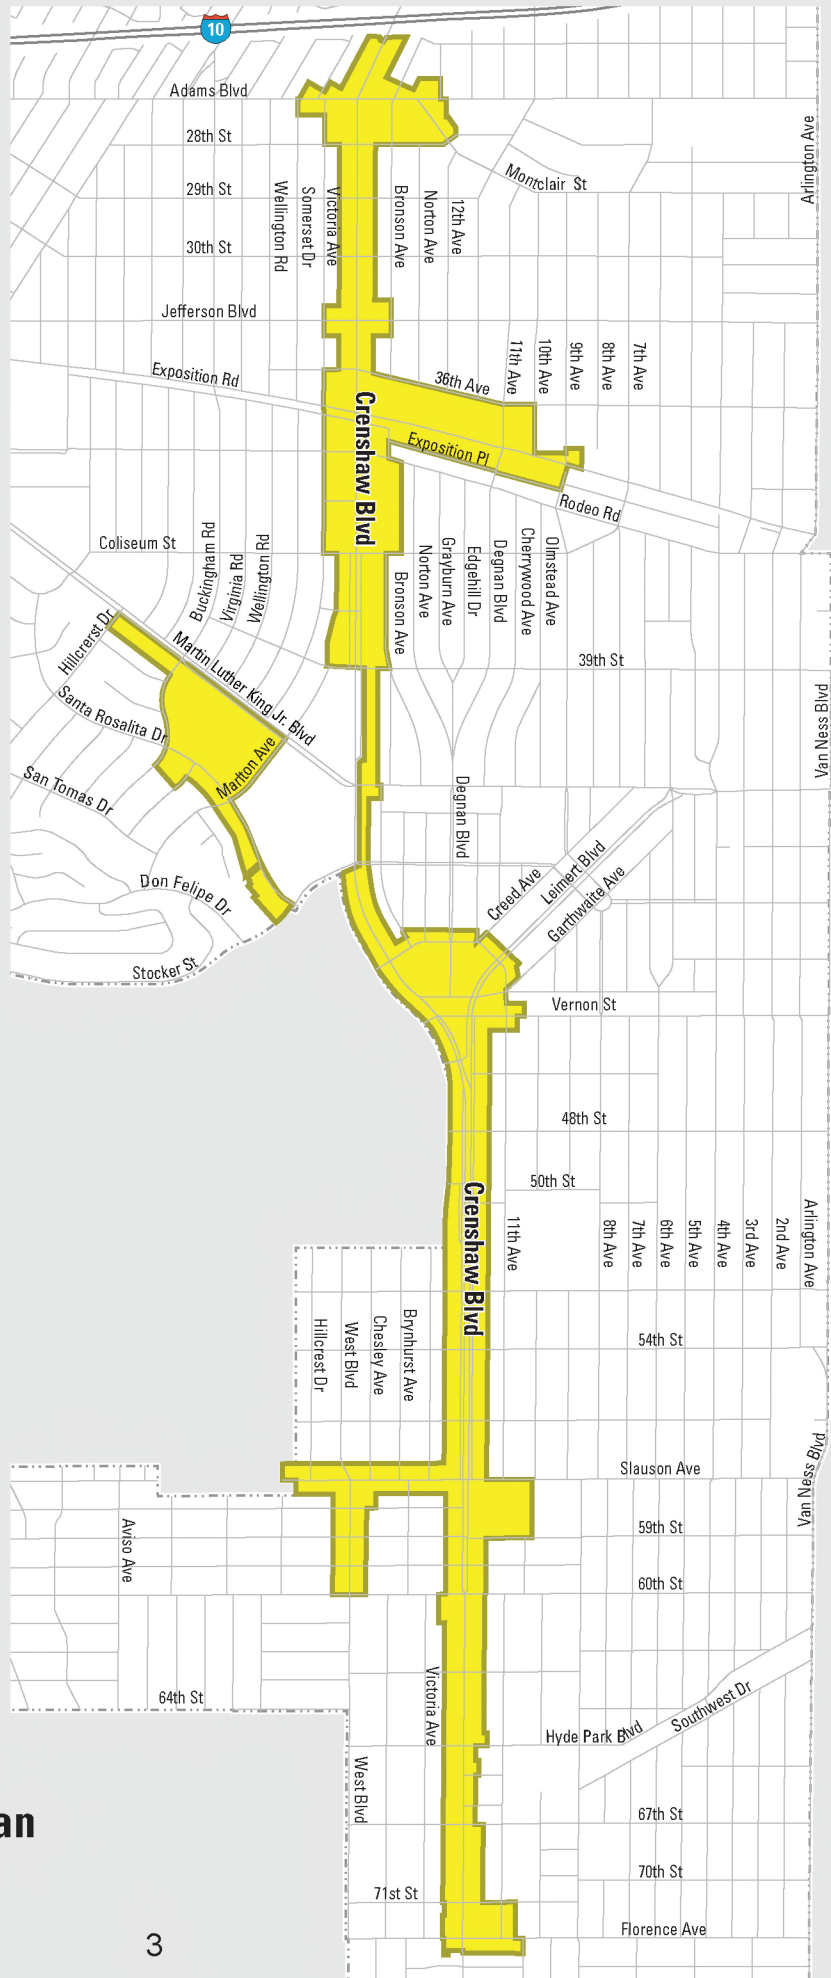 10
Adams Blvd
Arlington Ave
28th St
Montclair St
29th St
Wellington Rd
Somerset Dr
Victoria Ave
Bronson Ave
Norton Ave
12th Ave
30th St
Jefferson Blvd
Exposition Rd
36th Ave
11th Ave
10th Ave
9th Ave
8th Ave
7th Ave
Crenshaw Blvd
Exposition Pl
Rodeo Rd
Coliseum St
Buckingham Rd
Virginia Rd
Wellington Rd
Bronson Ave
Norton Ave
Grayburn Ave
Edgehill Dr
Degnan Blvd
Cherrywood Ave
Olmstead Ave
Hillcrerst Dr
Martin Luther King Jr. Blvd
39th St
Santa Rosalita Dr
Van Ness Blvd
San Tomas Dr
Marlton Ave
Degnan Blvd
Don Felipe Dr
Creed Ave
Leimert Blvd
Garthwaite Ave
Stocker St
Vernon St
48th St
50th St
Crenshaw Blvd
11th Ave
8th Ave
7th Ave
6th Ave
5th Ave
4th Ave
3rd Ave
2nd Ave
Arlington Ave
Hillcrest Dr
West Blvd
Chesley Ave
Brynhurst Ave
54th St
Slauson Ave
Van Ness Blvd
Aviso Ave
59th St
60th St
64th St
Victoria Ave
Southwest Dr
Hyde Park Blvd
West Blvd
67th St
an
70th St
71st St
Florence Ave
3